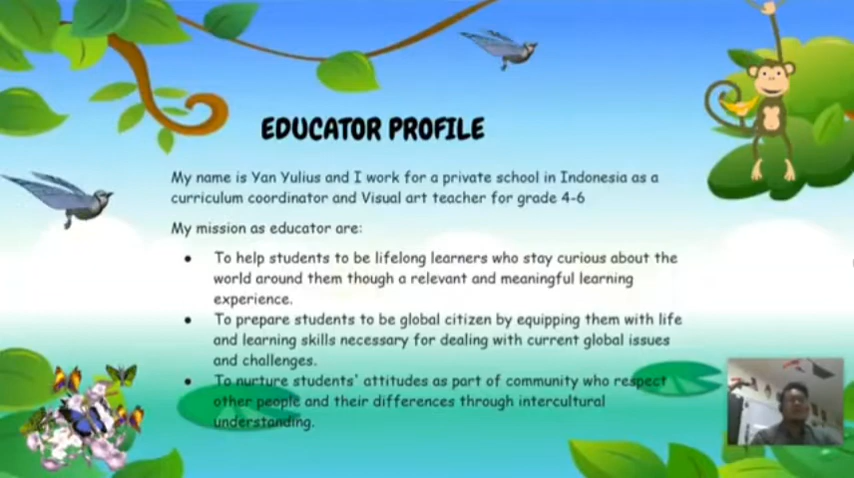 EDUCATOR PROFILE
My name is Yan Yulius and I work for a private school in Indonesia as a
curriculum coordinator and Visual art teacher for grade 4-6
My mission as educator are:
• To help students to be lifelong learners who stay curious about the
world around them though a relevant and meaningful learning
experience.
• To prepare students to be global citizen by equipping them with life
and learning skills necessary for dealing with current global issues
and challenges.
• To nurture students' attitudes as part of community who respect
other people and their differences through intercultural
understanding.